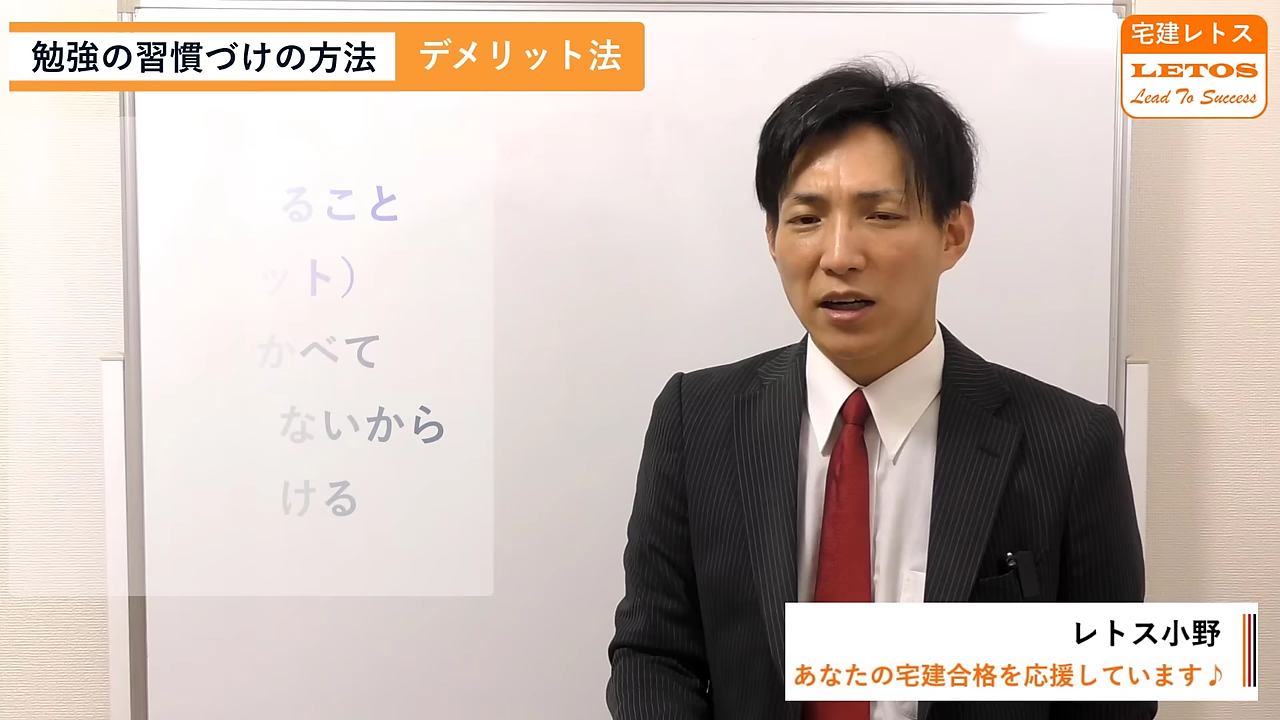 勉強の習慣づけの方法
デメリット法
宅建レトス
LETOS
Lead To Success
ること
ット）
かべて
ないから
ける
レトス小野
あなたの宅建合格を応援しています♪